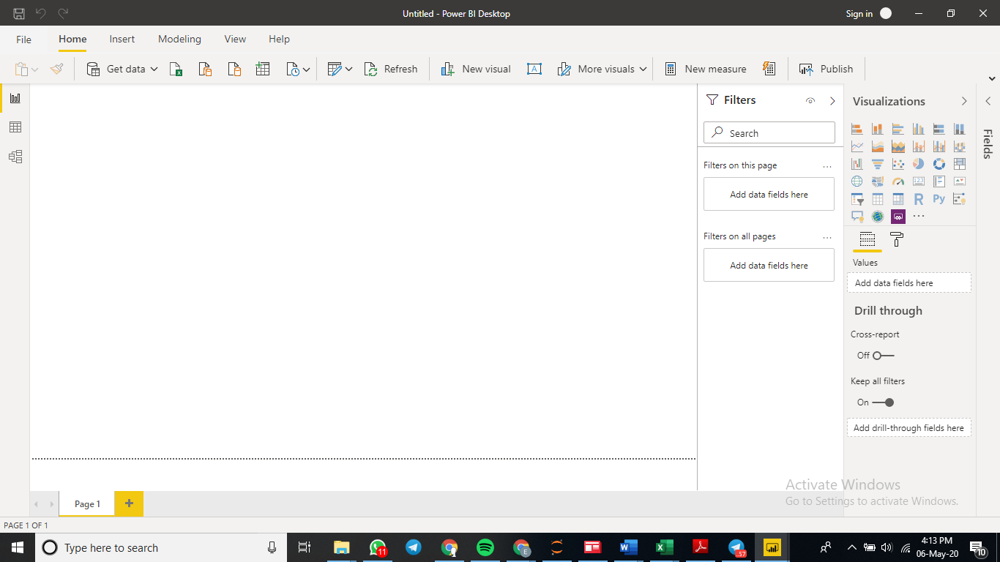 Untitled - Power BI Desktop
Sign in
File Home Insert Modeling View Help
Get data Refresh New visual A More visuals New measure Publish
Filters
Search
Filters on this page ...
Add data fields here
Filters on all pages ...
Add data fields here
Visualizations
123
R Py
...
Values
Add data fields here
Drill through
Cross-report
Off
Keep all filters
On
Add drill-through fields here
Fields
Activate Windows
Go to Settings to activate Windows.
Page 1 +
PAGE 1 OF 1
Type here to search
11
E
57
4:13 PM
06-May-20
10